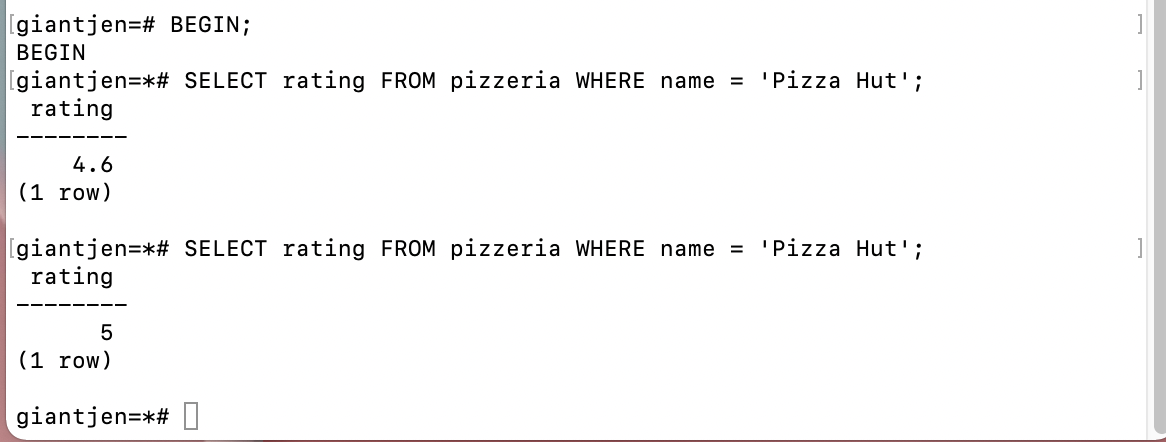 [giantjen=# BEGIN; ]
BEGIN
[giantjen=*# SELECT rating FROM pizzeria WHERE name = 'Pizza Hut'; ]
rating
--------
4.6
(1 row)
[giantjen=*# SELECT rating FROM pizzeria WHERE name = 'Pizza Hut'; ]
rating
--------
5
(1 row)
giantjen=*#